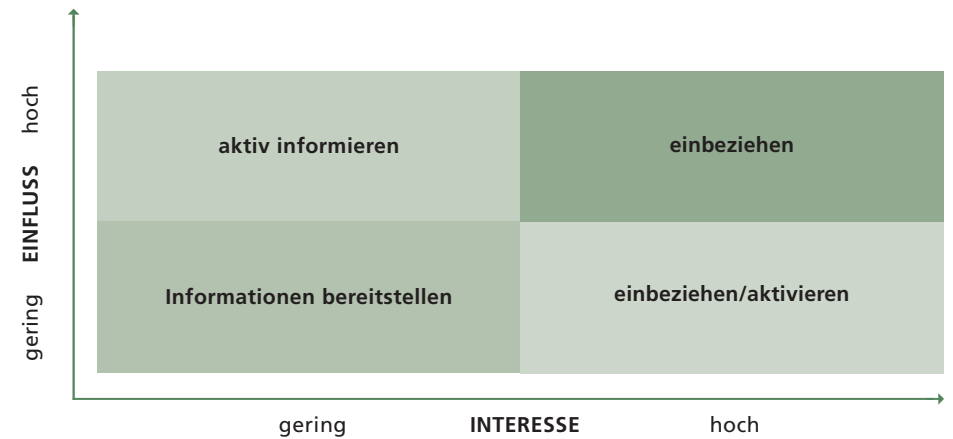 hoch
aktiv informieren
einbeziehen
EINFLUSS
gering
Informationen bereitstellen
einbeziehen/aktivieren
gering
INTERESSE
hoch